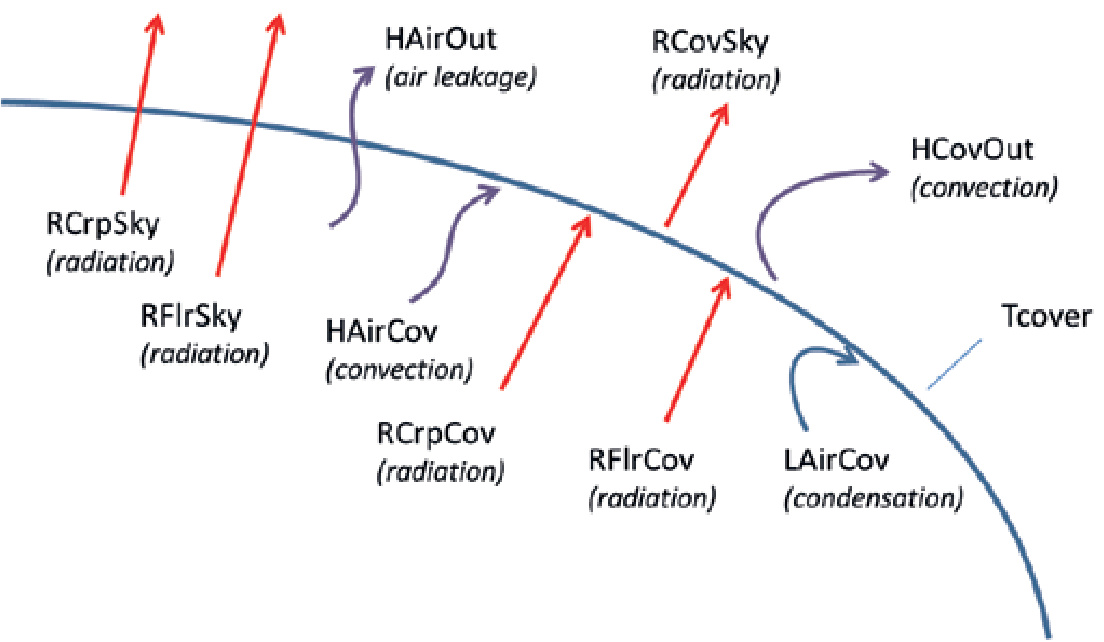 HAirOut
(air leakage)
RCovSky
(radiation)
HCovOut
(convection)
RCrpSky
(radiation)
RFlrSky
(radiation)
HAirCov
(convection)
Tcover
RCrpCov
(radiation)
RFlrCov
(radiation)
LAirCov
(condensation)